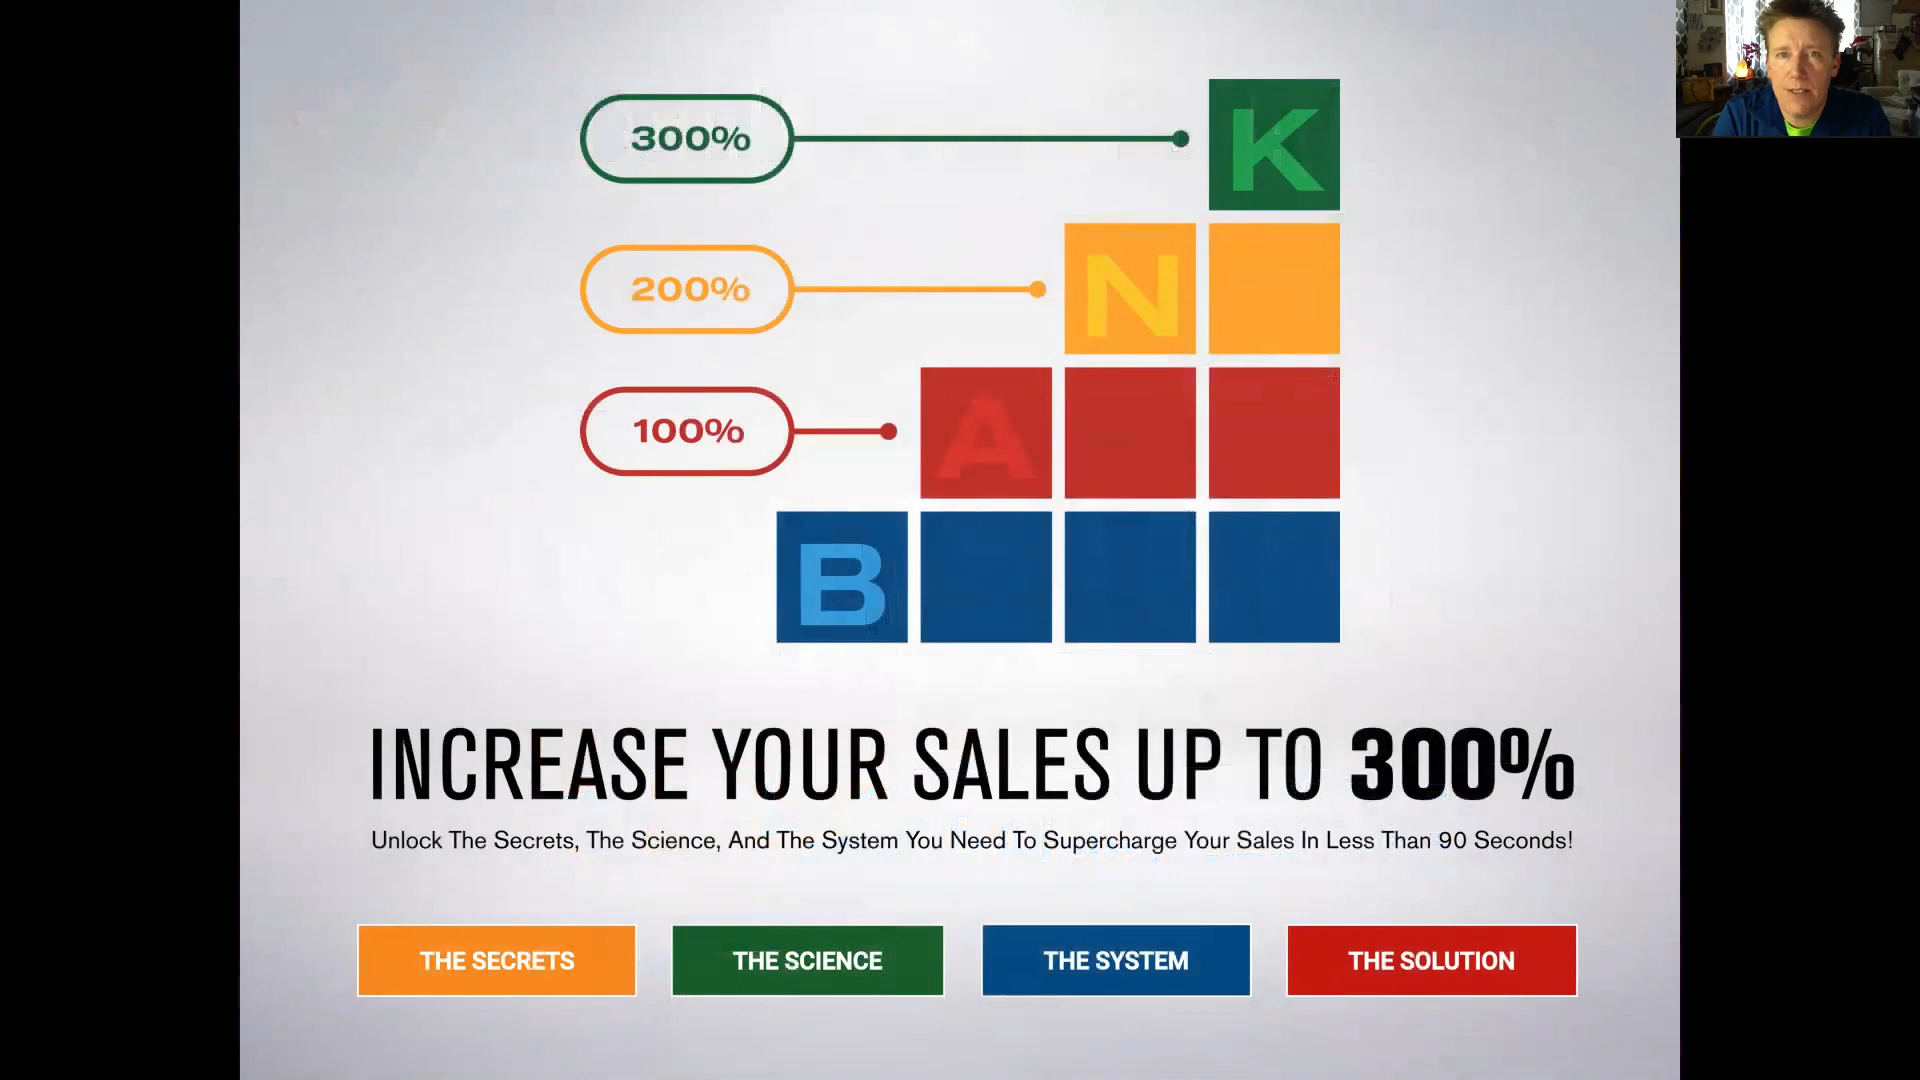 300%
K
200%
N
100%
A
B
INCREASE YOUR SALES UP TO 300%
Unlock The Secrets, The Science, And The System You Need To Supercharge Your Sales In Less Than 90 Seconds!
THE SECRETS
THE SCIENCE
THE SYSTEM
THE SOLUTION